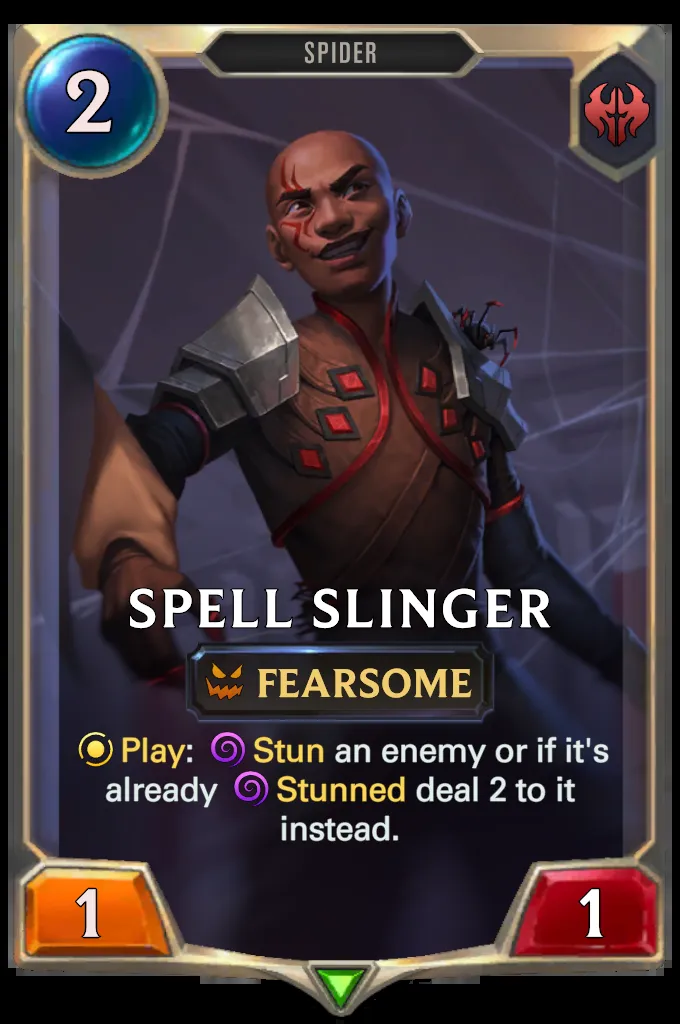 SPIDER
2
SPELL SLINGER
FEARSOME
Play: Stun an enemy or if it's
already Stunned deal 2 to it
instead.
1
1